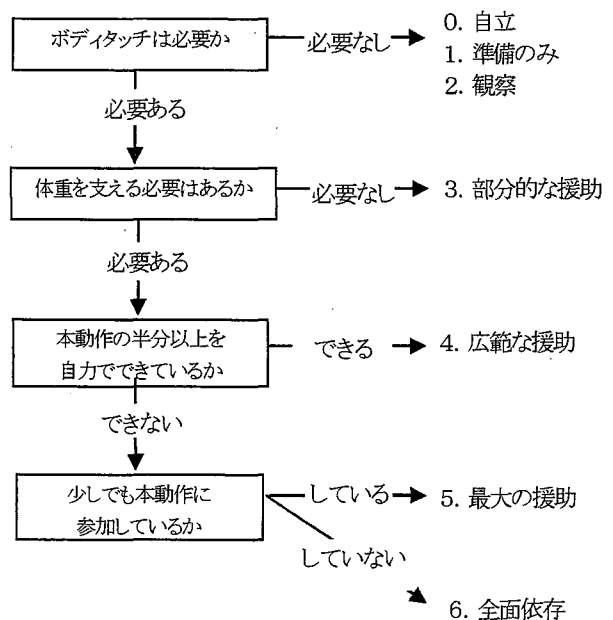 ボディタッチは必要か
必要なし
0. 自立
1. 準備のみ
2. 観察
必要ある
体重を支える必要はあるか
必要なし
3. 部分的な援助
必要ある
本動作の半分以上を
自力でできているか
できる
4. 広範な援助
できない
少しでも本動作に
参加しているか
している
5. 最大の援助
していない
6. 全面依存